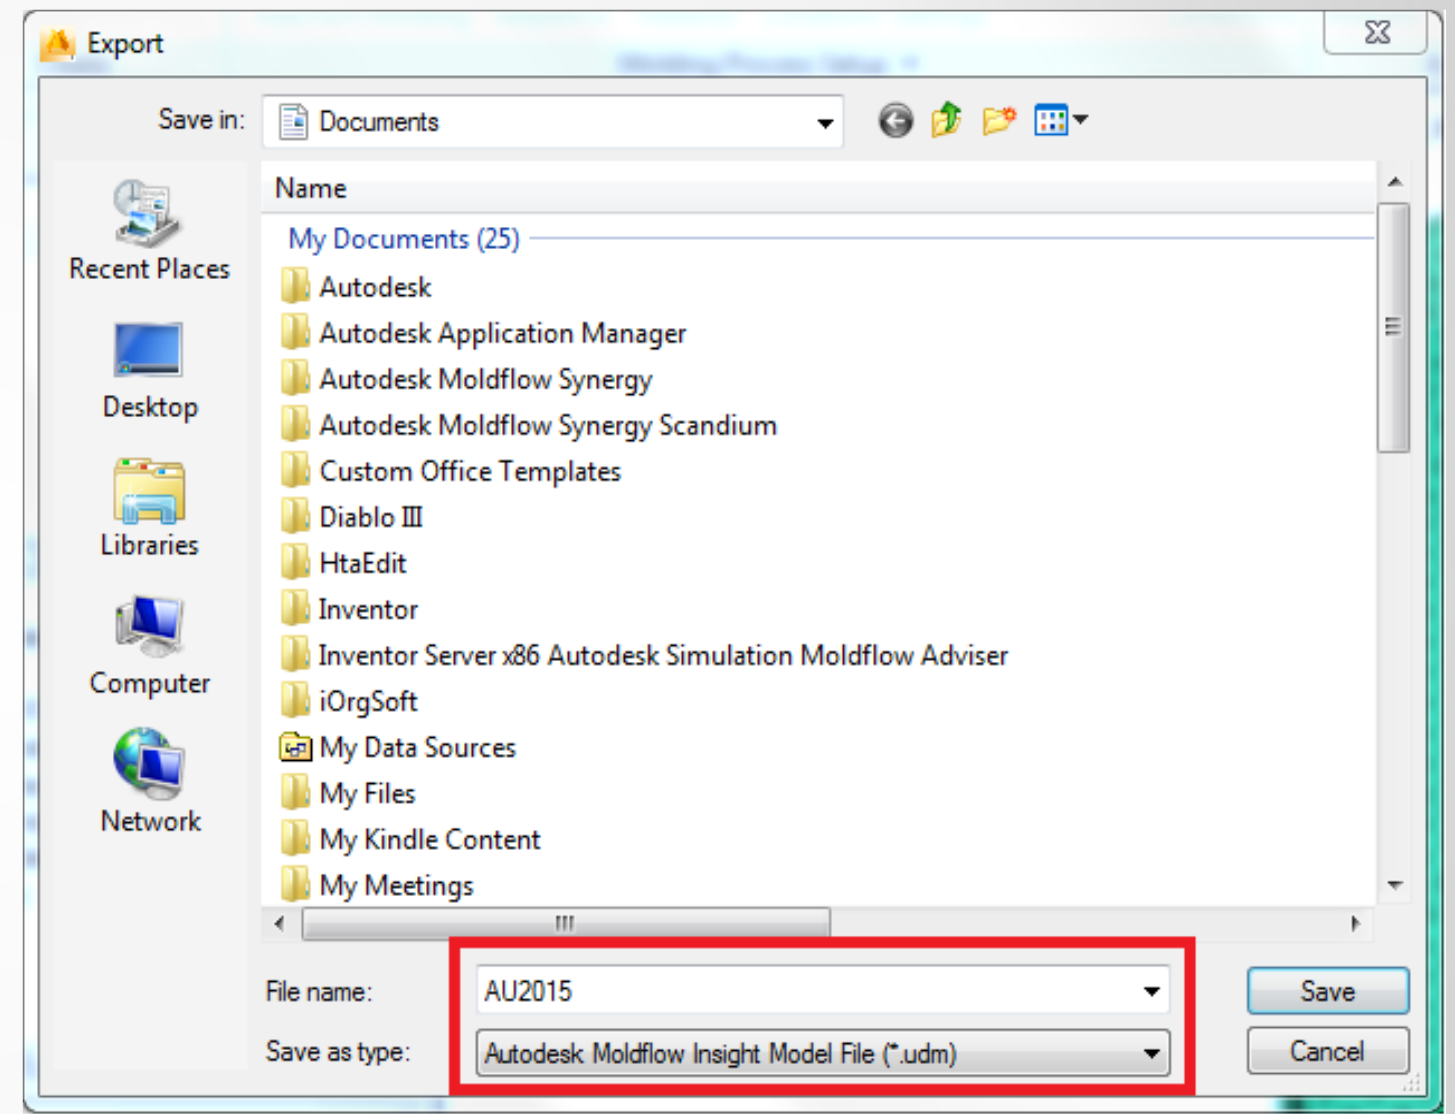 Export
Save in:
Documents
Name
My Documents (25)
Autodesk
Autodesk Application Manager
Autodesk Moldflow Synergy
Autodesk Moldflow Synergy Scandium
Custom Office Templates
Diablo III
HtaEdit
Inventor
Inventor Server x86 Autodesk Simulation Moldflow Adviser
iOrgSoft
My Data Sources
My Files
My Kindle Content
My Meetings
Recent Places
Desktop
Libraries
Computer
Network
File name:
AU2015
Save
Save as type:
Autodesk Moldflow Insight Model File (*.udm)
Cancel